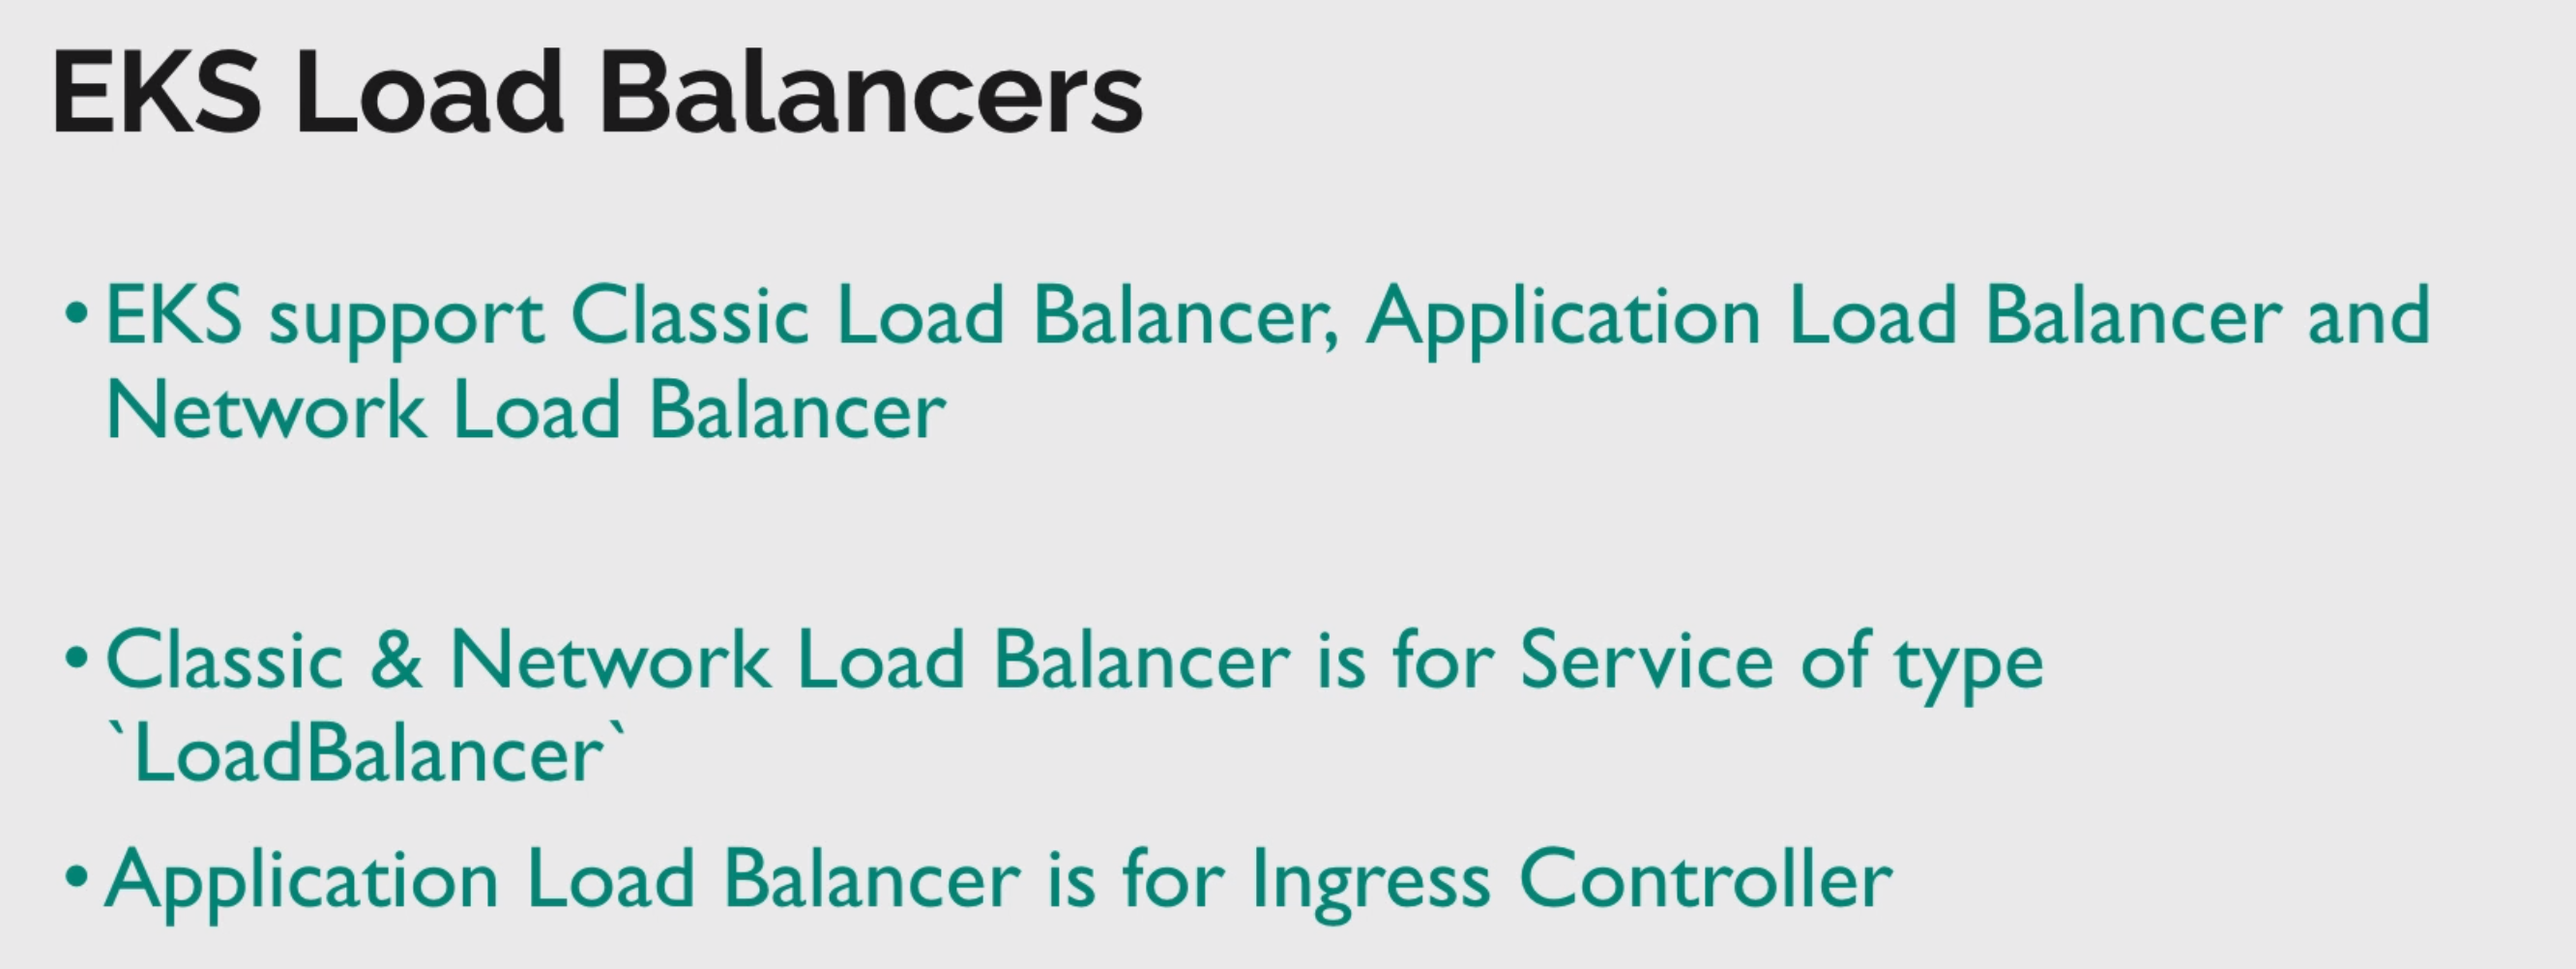 EKS Load Balancers
• EKS support Classic Load Balancer, Application Load Balancer and
Network Load Balancer
• Classic & Network Load Balancer is for Service of type
`LoadBalancer`
• Application Load Balancer is for Ingress Controller